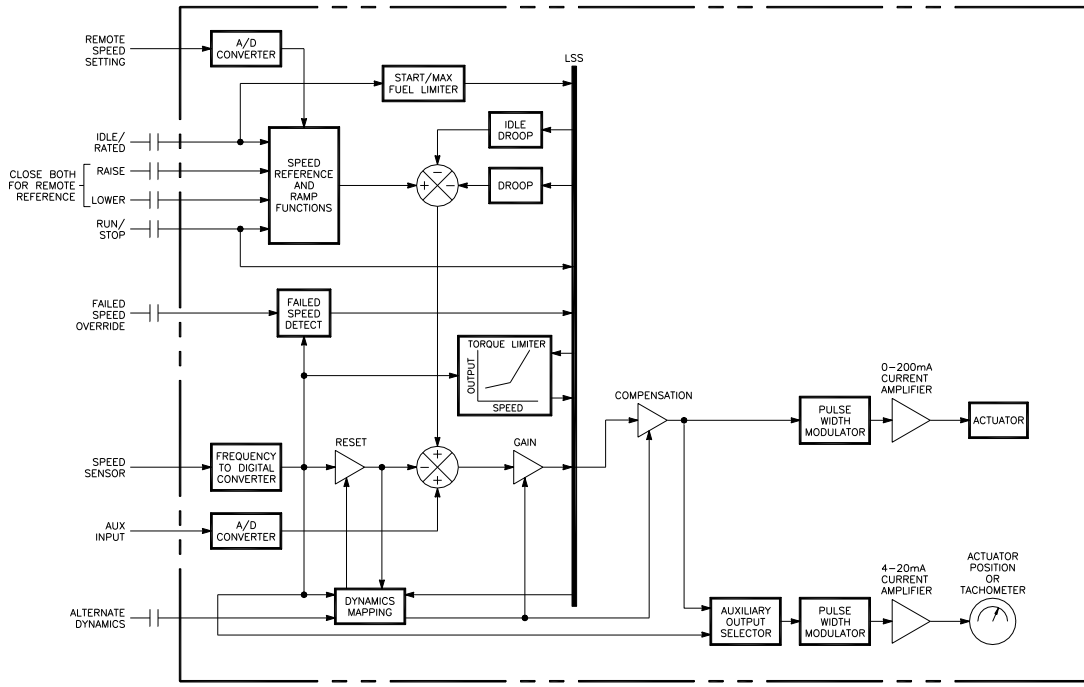 REMOTE
SPEED
SETTING
A/D
CONVERTER
LSS
START/MAX
FUEL LIMITER
IDLE/
RATED
IDLE
DROOP
CLOSE BOTH
FOR REMOTE
REFERENCE
RAISE
LOWER
SPEED
REFERENCE
AND
RAMP
FUNCTIONS
+
−
−
DROOP
RUN/
STOP
FAILED
SPEED
OVERRIDE
FAILED
SPEED
DETECT
TORQUE LIMITER
OUTPUT
SPEED
COMPENSATION
0-200mA
CURRENT
AMPLIFIER
PULSE
WIDTH
MODULATOR
ACTUATOR
SPEED
SENSOR
FREQUENCY
TO DIGITAL
CONVERTER
RESET
+
−
+
GAIN
AUX
INPUT
A/D
CONVERTER
ALTERNATE
DYNAMICS
DYNAMICS
MAPPING
AUXILIARY
OUTPUT
SELECTOR
PULSE
WIDTH
MODULATOR
4-20mA
CURRENT
AMPLIFIER
ACTUATOR
POSITION
OR
TACHOMETER